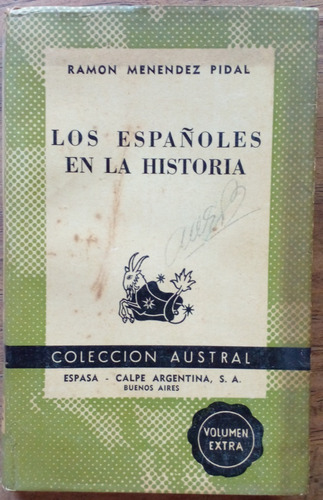 RAMON MENENDEZ PIDAL
LOS ESPAÑOLES
EN LA HISTORIA
COLECCION AUSTRAL
ESPASA - CALPE ARGENTINA, S. A.
BUENOS AIRES
VOLUMEN
EXTRA